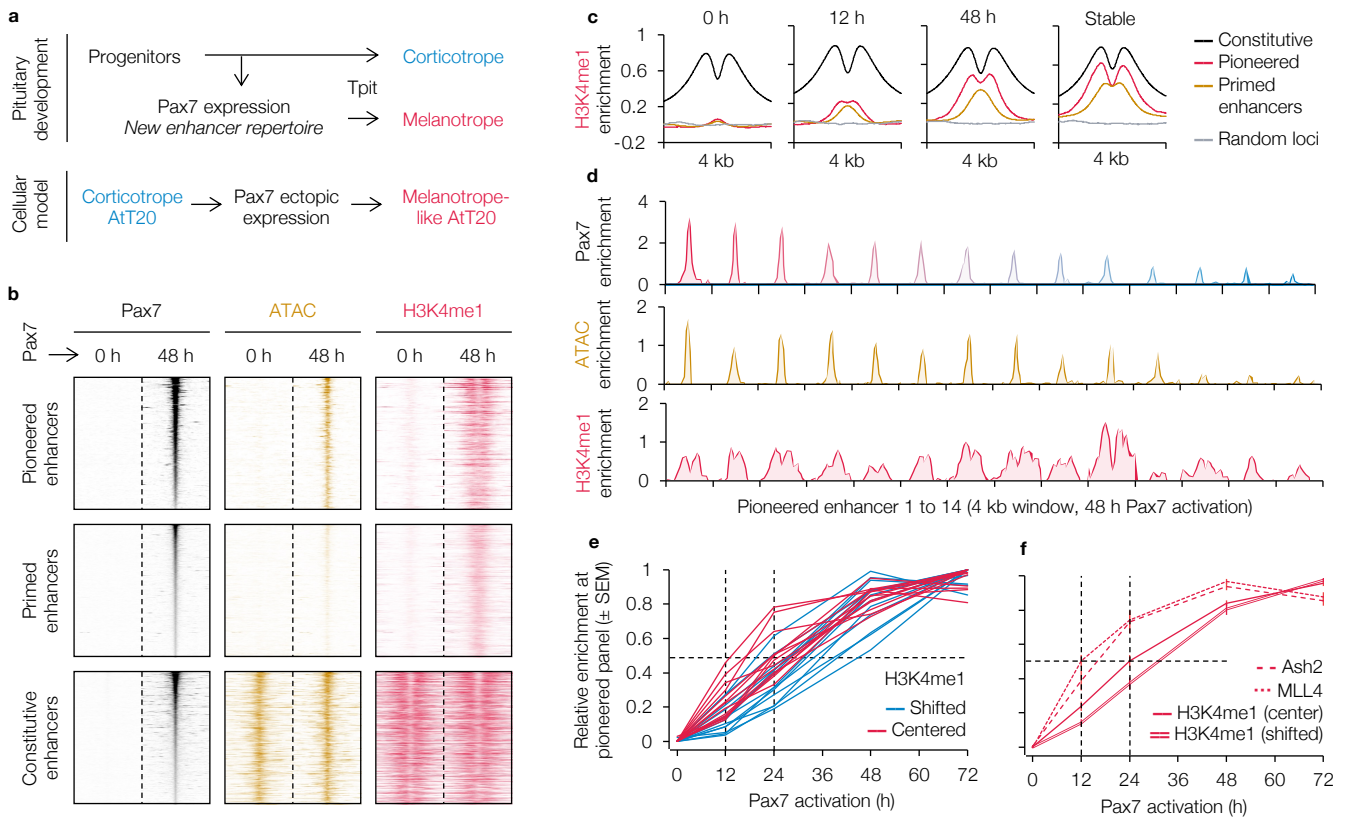 a
Pituitary
development
Progenitors
Corticotrope
Tpit
Pax7 expression
New enhancer repertoire
Melanotrope
Cellular
model
Corticotrope
AtT20
Pax7 ectopic
expression
Melanotrope-
like AtT20
b
Pax7
ATAC
H3K4me1
Pax7
0 h
48 h
0 h
48 h
0 h
48 h
Pioneered
enhancers
Primed
enhancers
Constitutive
enhancers
c
0 h
12 h
48 h
Stable
H3K4me1
enrichment
1
0.6
0.2
-0.2
4 kb
4 kb
4 kb
4 kb
Constitutive
Pioneered
Primed
enhancers
Random loci
d
Pax7
enrichment
4
2
0
ATAC
enrichment
2
1
0
H3K4me1
enrichment
2
1
0
Pioneered enhancer 1 to 14 (4 kb window, 48 h Pax7 activation)
e
Relative enrichment at
pioneered panel (± SEM)
1
0.8
0.6
0.4
0.2
0
H3K4me1
Shifted
Centered
0 12 24 36 48 60 72
Pax7 activation (h)
f
Ash2
MLL4
H3K4me1 (center)
H3K4me1 (shifted)
0 12 24 36 48 60 72
Pax7 activation (h)